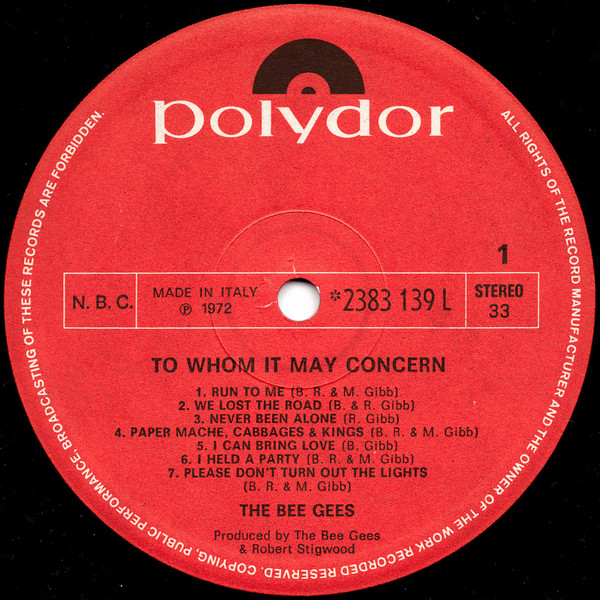 polydor
1
N.B.C.
MADE IN ITALY
℗ 1972
*2383 139 L
STEREO
33
TO WHOM IT MAY CONCERN
1. RUN TO ME (B. R. & M. Gibb)
2. WE LOST THE ROAD (B. & R. Gibb)
3. NEVER BEEN ALONE (R. Gibb)
4. PAPER MACHE, CABBAGES & KINGS (B. R. & M. Gibb)
5. I CAN BRING LOVE (B. Gibb)
6. I HELD A PARTY (B. R. & M. Gibb)
7. PLEASE DON'T TURN OUT THE LIGHTS
(B. R. & M. Gibb)
THE BEE GEES
Produced by The Bee Gees
& Robert Stigwood
ALL RIGHTS OF THE RECORD MANUFACTURER AND THE OWNER OF THE WORK RECORDED RESERVED. COPYING, PUBLIC PERFORMANCE, BROADCASTING OF THESE RECORDS ARE FORBIDDEN.